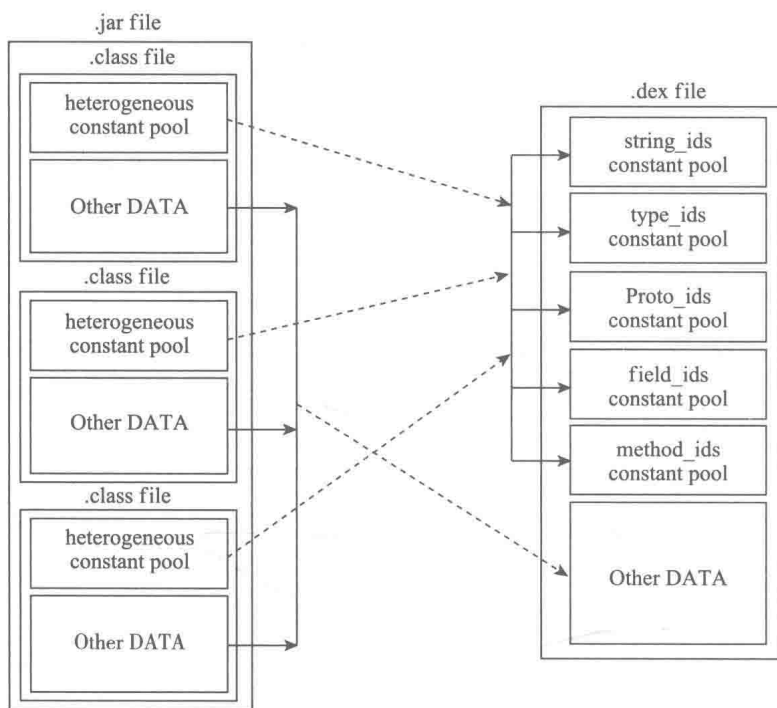 .jar file
.class file
heterogeneous
constant pool
Other DATA
.class file
heterogeneous
constant pool
Other DATA
.class file
heterogeneous
constant pool
Other DATA
.dex file
string_ids
constant pool
type_ids
constant pool
Proto_ids
constant pool
field_ids
constant pool
method_ids
constant pool
Other DATA